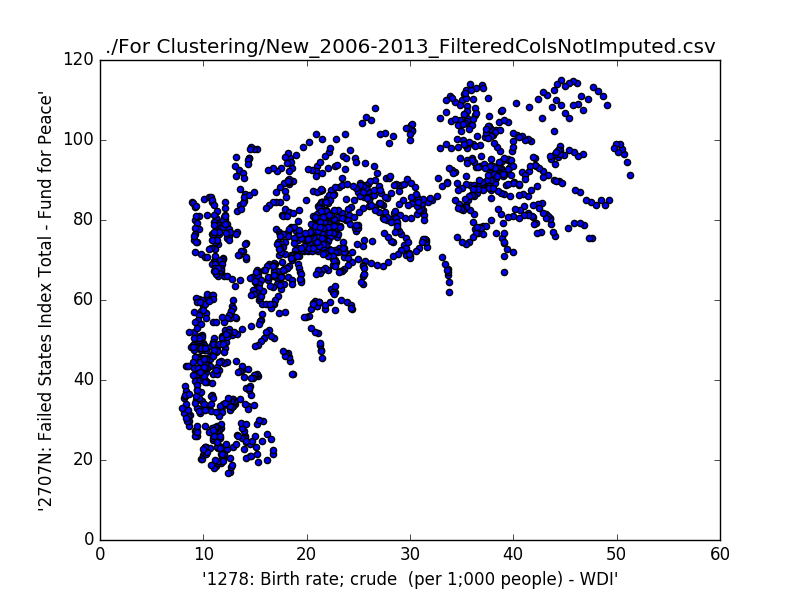 ./For Clustering/New_2006-2013_FilteredColsNotImputed.csv
120
100
80
60
40
20
0
'2707N: Failed States Index Total - Fund for Peace'
0 10 20 30 40 50 60
'1278: Birth rate; crude  (per 1;000 people) - WDI'